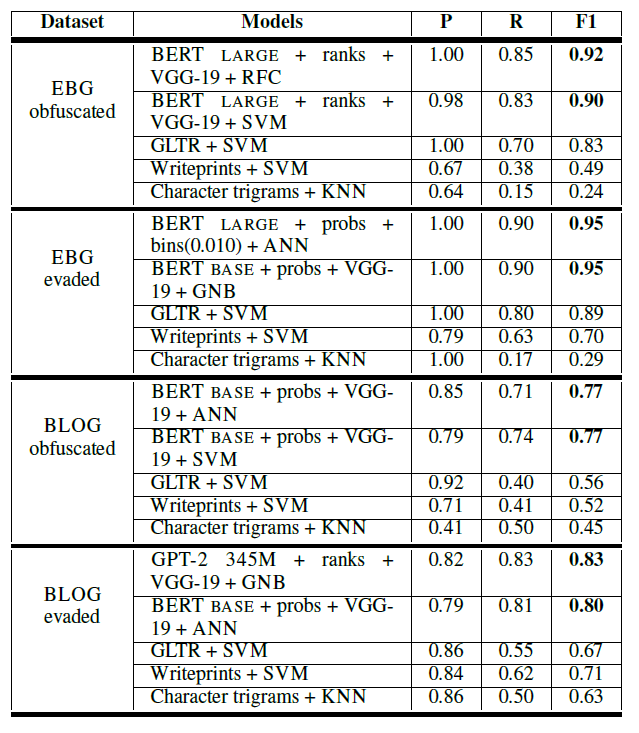 Dataset Models P R F1
EBG obfuscated
BERT LARGE + ranks + VGG-19 + RFC 1.00 0.85 0.92
BERT LARGE + ranks + VGG-19 + SVM 0.98 0.83 0.90
GLTR + SVM 1.00 0.70 0.83
Writeprints + SVM 0.67 0.38 0.49
Character trigrams + KNN 0.64 0.15 0.24
EBG evaded
BERT LARGE + probs + bins(0.010) + ANN 1.00 0.90 0.95
BERT BASE + probs + VGG-19 + GNB 1.00 0.90 0.95
GLTR + SVM 1.00 0.80 0.89
Writeprints + SVM 0.79 0.63 0.70
Character trigrams + KNN 1.00 0.17 0.29
BLOG obfuscated
BERT BASE + probs + VGG-19 + ANN 0.85 0.71 0.77
BERT BASE + probs + VGG-19 + SVM 0.79 0.74 0.77
GLTR + SVM 0.92 0.40 0.56
Writeprints + SVM 0.71 0.41 0.52
Character trigrams + KNN 0.41 0.50 0.45
BLOG evaded
GPT-2 345M + ranks + VGG-19 + GNB 0.82 0.83 0.83
BERT BASE + probs + VGG-19 + ANN 0.79 0.81 0.80
GLTR + SVM 0.86 0.55 0.67
Writeprints + SVM 0.84 0.62 0.71
Character trigrams + KNN 0.86 0.50 0.63